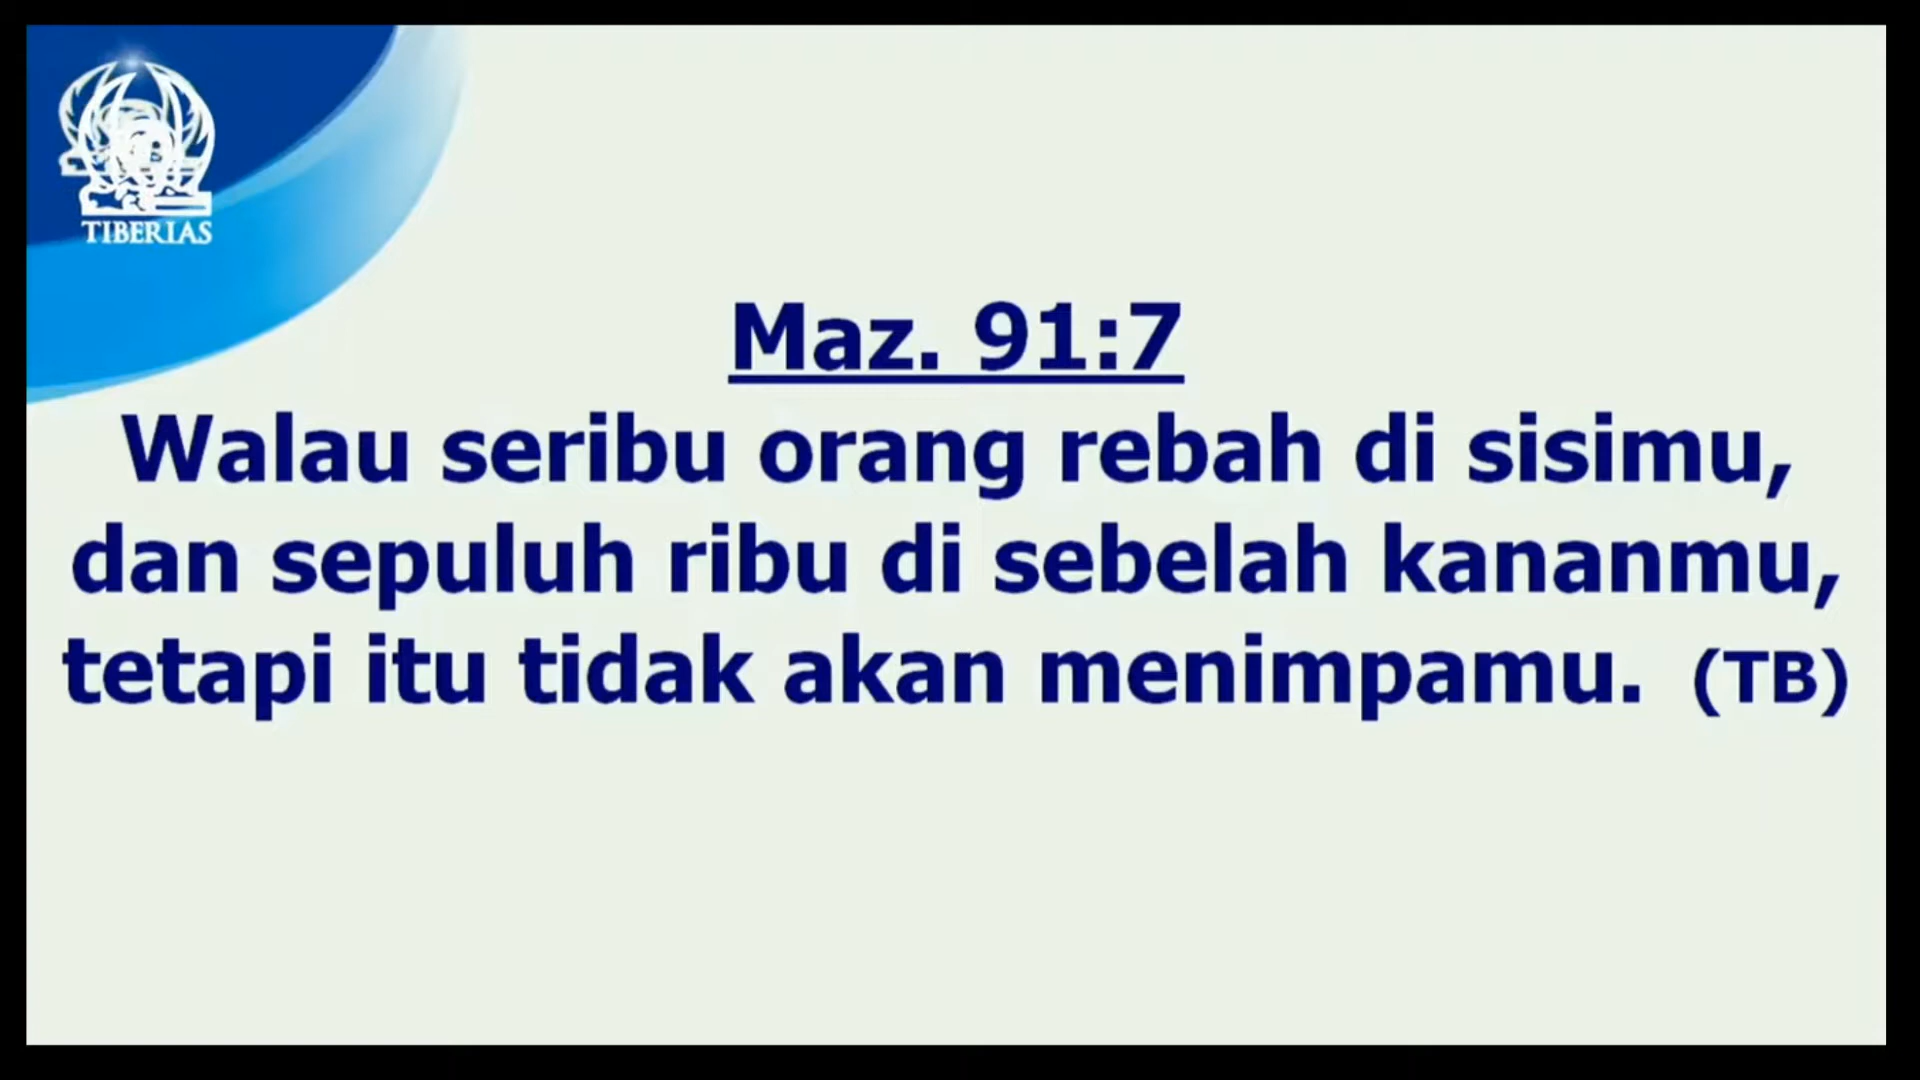 TIBERIAS
Maz. 91:7
Walau seribu orang rebah di sisimu,
dan sepuluh ribu di sebelah kananmu,
tetapi itu tidak akan menimpamu. (TB)